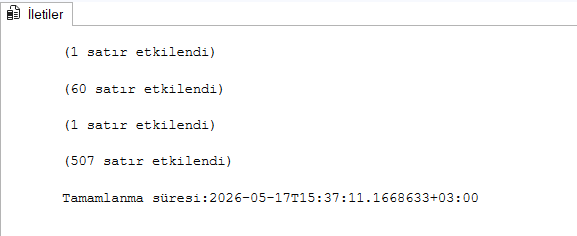 İletiler
(1 satır etkilendi)
(60 satır etkilendi)
(1 satır etkilendi)
(507 satır etkilendi)
Tamamlanma süresi:2026-05-17T15:37:11.1668633+03:00